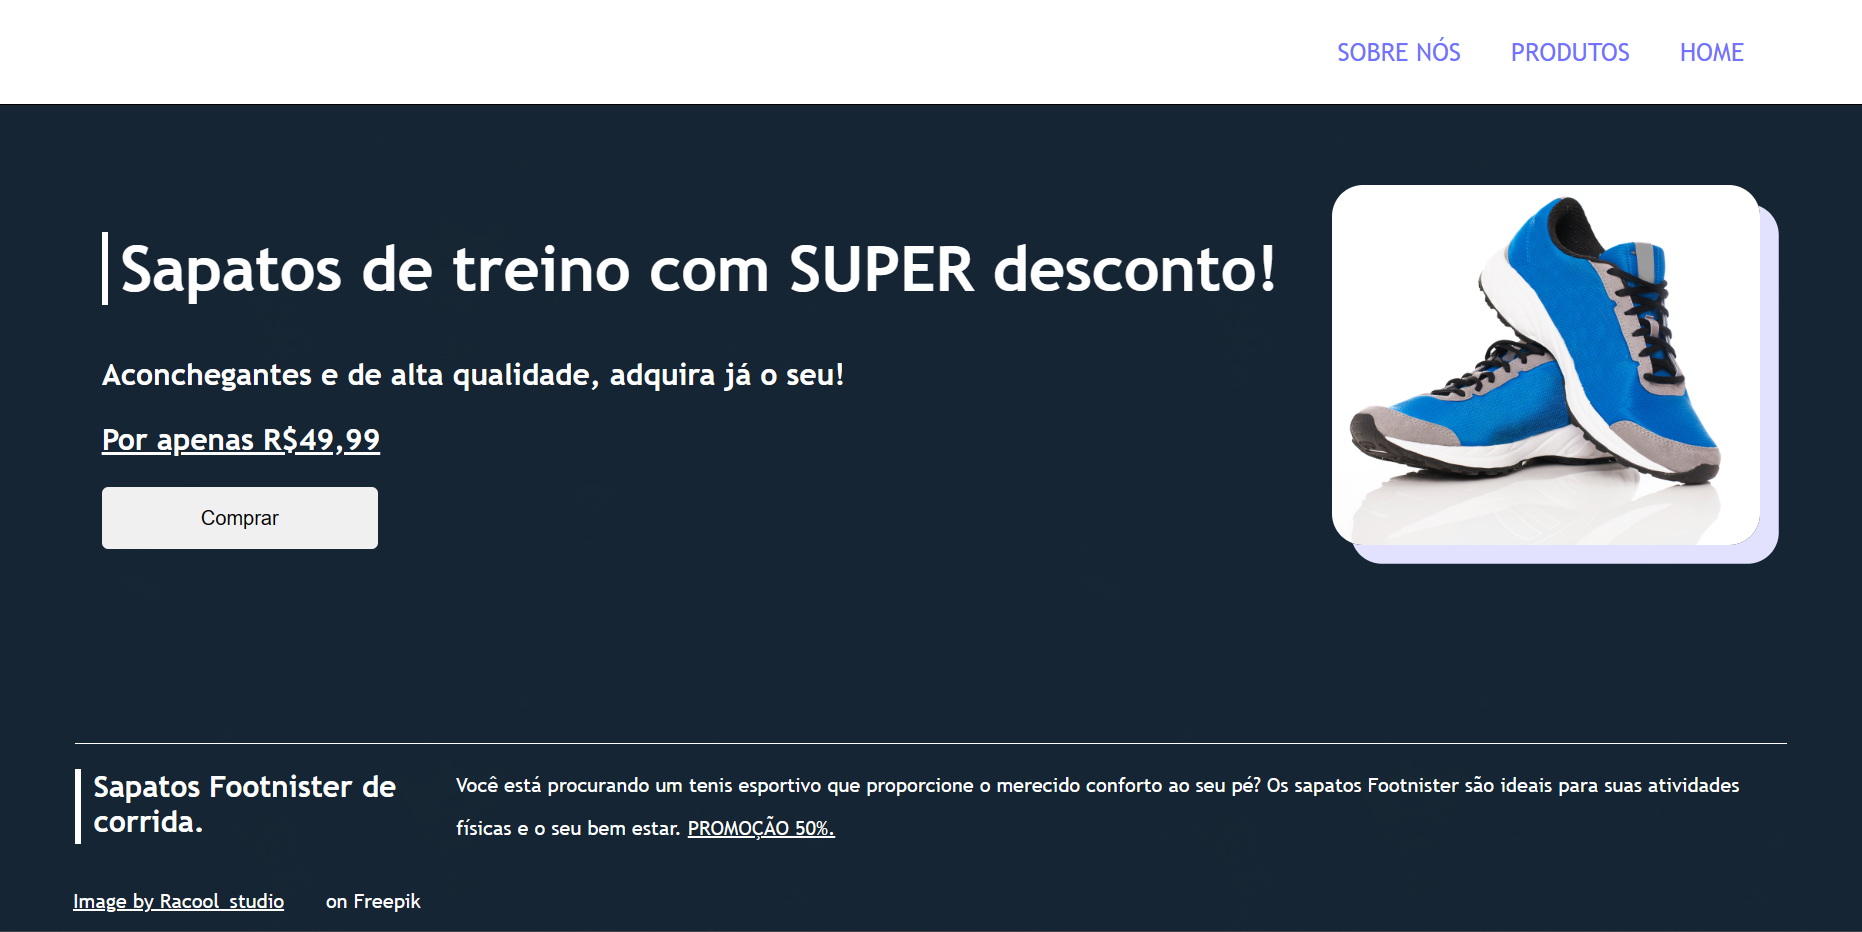 SOBRE NÓS PRODUTOS HOME
Sapatos de treino com SUPER desconto!
Aconchegantes e de alta qualidade, adquira já o seu!
Por apenas R$49,99
Comprar
Sapatos Footnister de
corrida.
Você está procurando um tenis esportivo que proporcione o merecido conforto ao seu pé? Os sapatos Footnister são ideais para suas atividades
físicas e o seu bem estar. PROMOÇÃO 50%.
Image by Racool_studio on Freepik